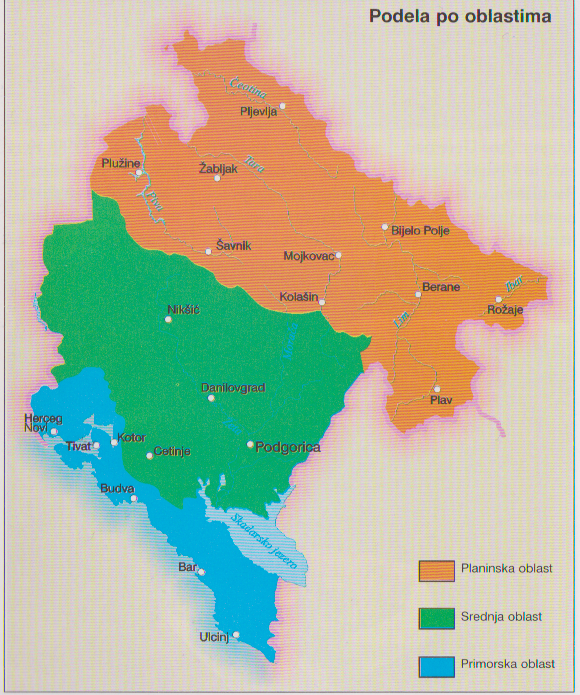 Podela po oblastima
Ćeotina
Pljevlja
Plužine
Žabljak
Tara
Piva
Bijelo Polje
Šavnik
Mojkovac
Kolašin
Berane
Ibar
Rožaje
Lim
Nikšić
Plav
Danilovgrad
Herceg
Novi
Tivat
Kotor
Cetinje
Podgorica
Budva
Skadarsko jezero
Bar
Ulcinj
Planinska oblast
Srednja oblast
Primorska oblast